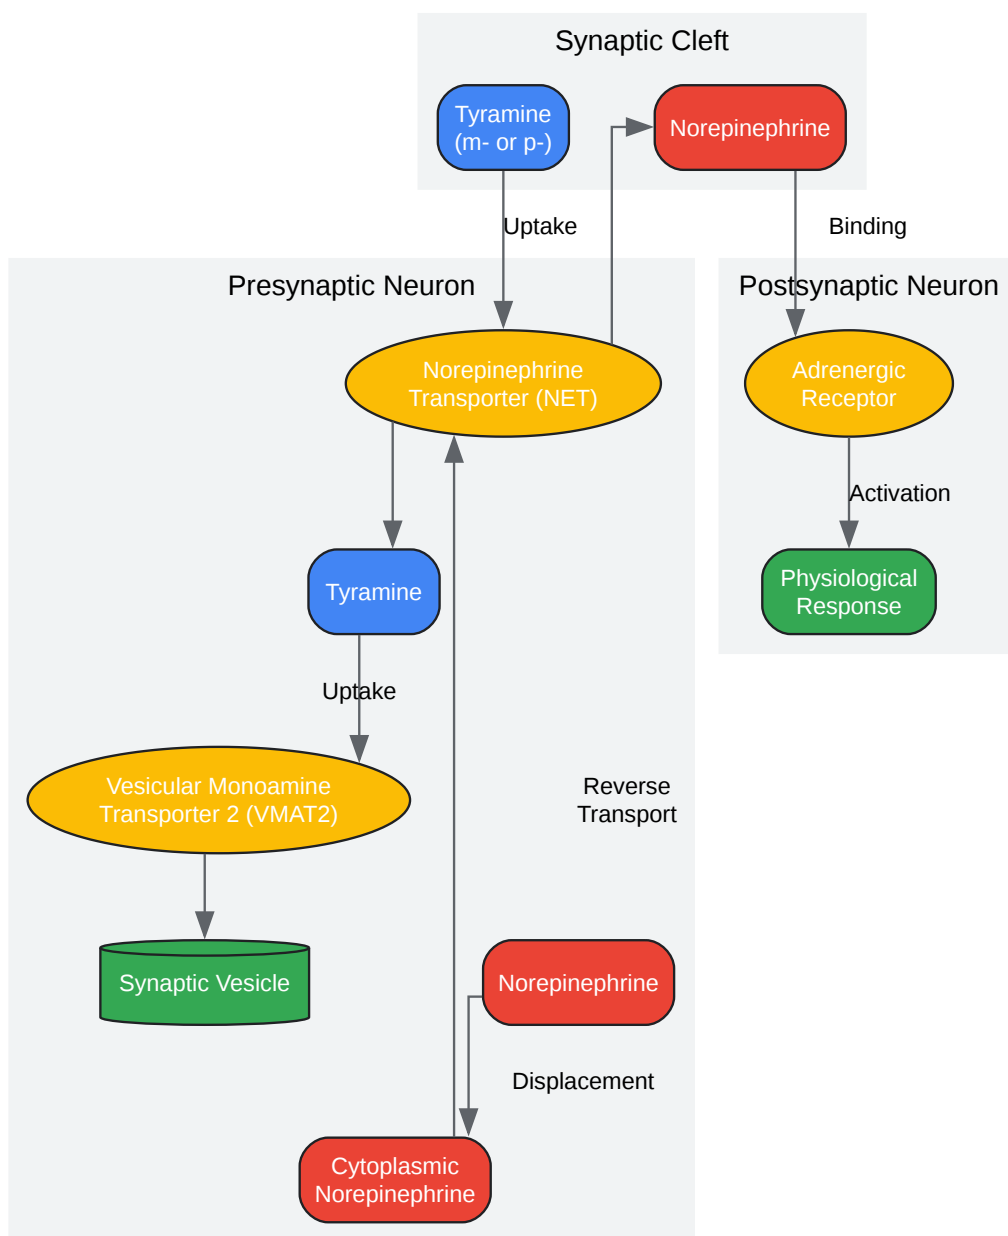 Synaptic Cleft
Tyramine
(m- or p-)
Norepinephrine
Uptake
Binding
Presynaptic Neuron
Postsynaptic Neuron
Norepinephrine
Transporter (NET)
Adrenergic
Receptor
Activation
Tyramine
Physiological
Response
Uptake
Vesicular Monoamine
Transporter 2 (VMAT2)
Reverse
Transport
Synaptic Vesicle
Norepinephrine
Displacement
Cytoplasmic
Norepinephrine